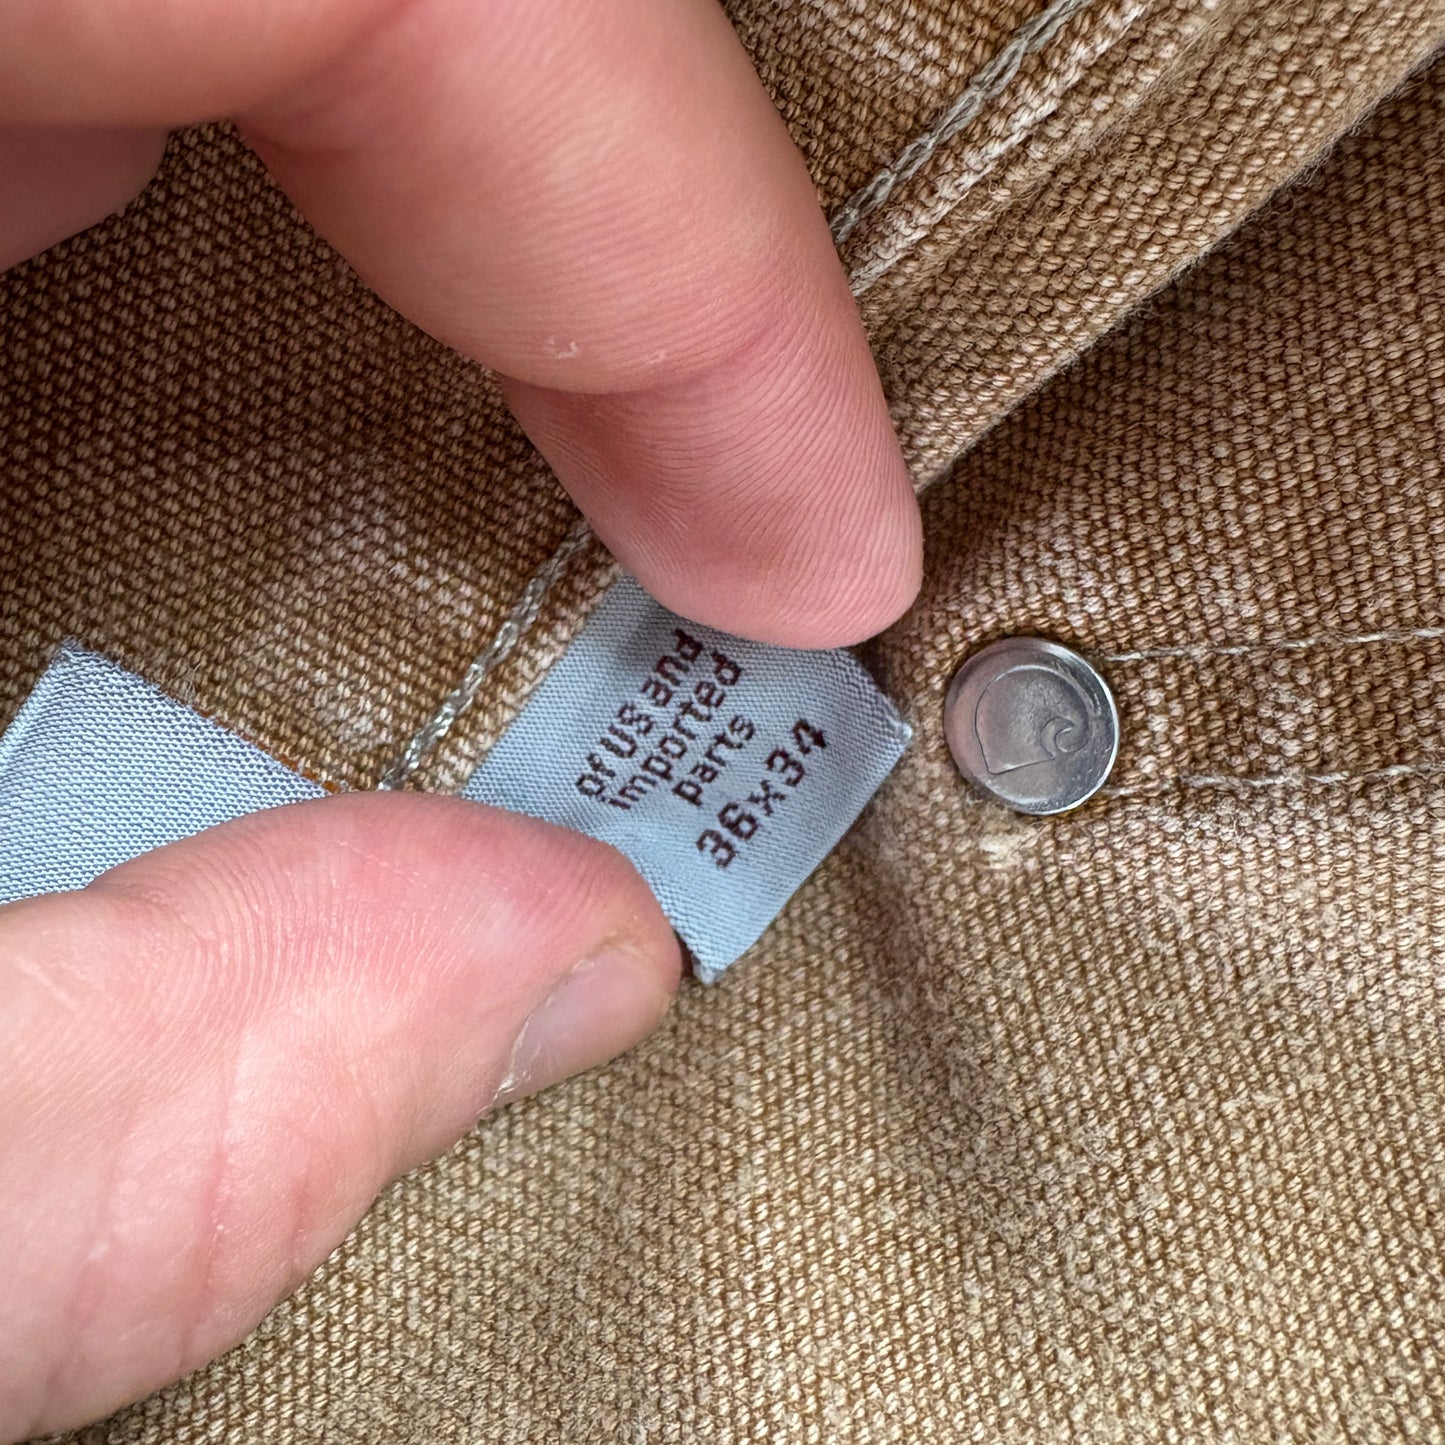 of US and
imported
parts
36x34